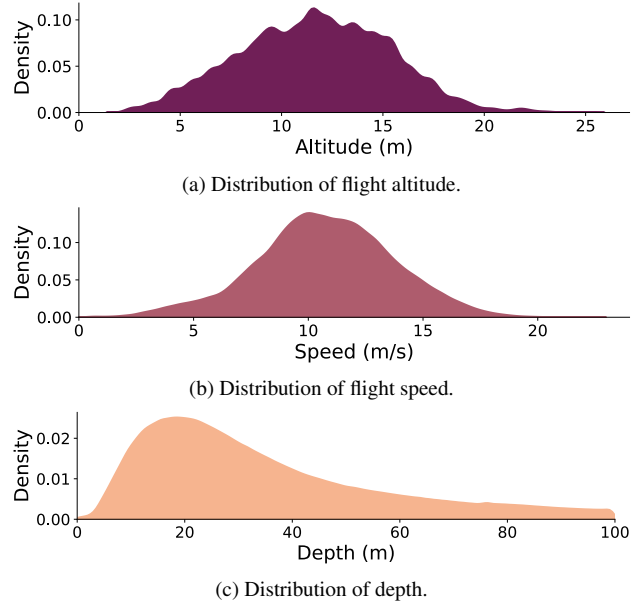 0.10
0.05
0.00
Density
0 5 10 15 20 25
Altitude (m)
(a) Distribution of flight altitude.
0.10
0.05
0.00
Density
0 5 10 15 20
Speed (m/s)
(b) Distribution of flight speed.
0.02
0.01
0.00
Density
0 20 40 60 80 100
Depth (m)
(c) Distribution of depth.